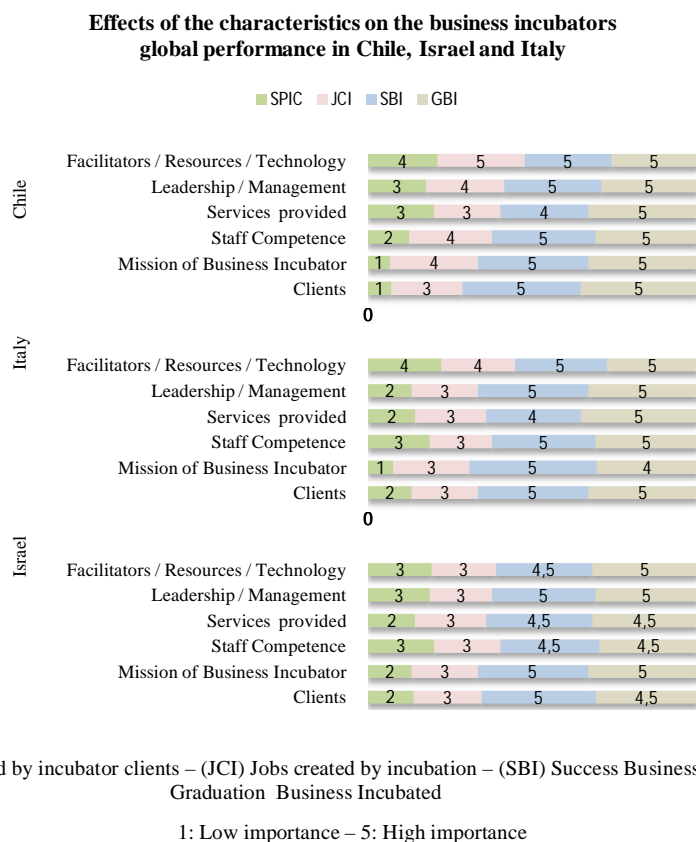 Effects of the characteristics on the business incubators
global performance in Chile, Israel and Italy
SPIC JCI SBI GBI
Chile
Facilitators / Resources / Technology 4 5 5 5
Leadership / Management 3 4 5 5
Services provided 3 3 4 5
Staff Competence 2 4 5 5
Mission of Business Incubator 1 4 5 5
Clients 1 3 5 5
0
Italy
Facilitators / Resources / Technology 4 4 5 5
Leadership / Management 2 3 5 5
Services provided 2 3 4 5
Staff Competence 3 3 5 5
Mission of Business Incubator 1 3 5 4
Clients 2 3 5 5
0
Israel
Facilitators / Resources / Technology 3 3 4,5 5
Leadership / Management 3 3 5 5
Services provided 2 3 4,5 4,5
Staff Competence 3 3 4,5 4,5
Mission of Business Incubator 2 3 5 5
Clients 2 3 5 4,5
by incubator clients – (JCI) Jobs created by incubation – (SBI) Success Business
Graduation Business Incubated
1: Low importance – 5: High importance